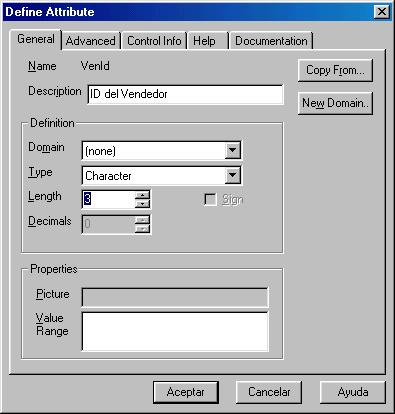 Define Attribute
General Advanced Control Info Help Documentation
Name VenId
Description ID del Vendedor
Copy From...
New Domain..
Definition
Domain (none)
Type Character
Length 3 Sign
Decimals 0
Properties
Picture
Value
Range
Aceptar Cancelar Ayuda